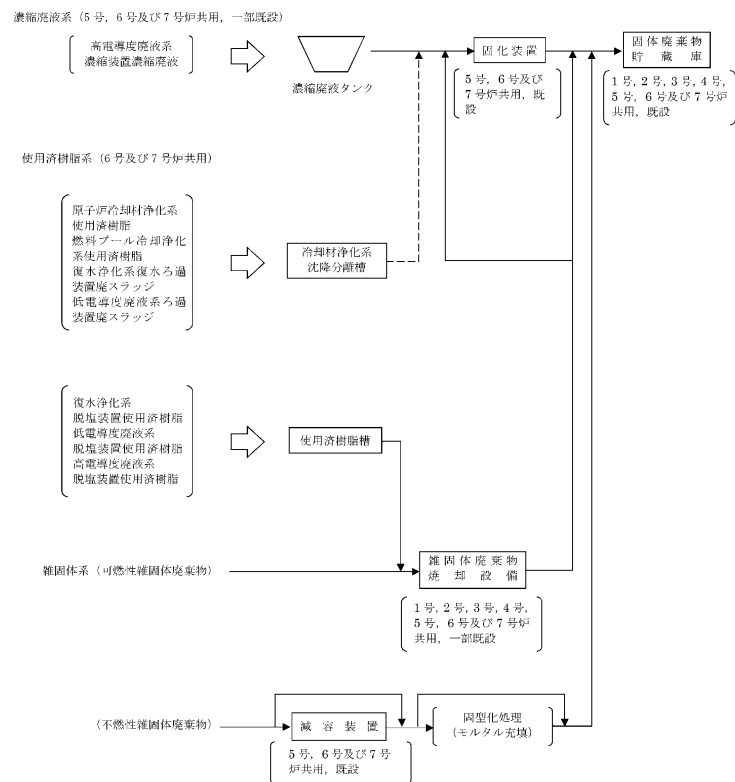 濃縮廃液系（5号，6号及び7号炉共用，一部既設）
高電導度廃液系
濃縮装置濃縮廃液
濃縮廃液タンク
固化装置
5号，6号及び
7号炉共用，既
設
固体廃棄物
貯蔵庫
1号，2号，3号，4号，
5号，6号及び7号炉
共用，既設
使用済樹脂系（6号及び7号炉共用）
原子炉冷却材浄化系
使用済樹脂
燃料プール冷却浄化
系使用済樹脂
復水浄化系復水ろ過
装置廃スラッジ
低電導度廃液系ろ過
装置廃スラッジ
冷却材浄化系
沈降分離槽
復水浄化系
脱塩装置使用済樹脂
低電導度廃液系
脱塩装置使用済樹脂
高電導度廃液系
脱塩装置使用済樹脂
使用済樹脂槽
雑固体系（可燃性雑固体廃棄物）
雑固体廃棄物
焼却設備
1号，2号，3号，4号，
5号，6号及び7号炉
共用，一部既設
（不燃性雑固体廃棄物）
減容装置
5号，6号及び7号
炉共用，既設
固型化処理
（モルタル充填）